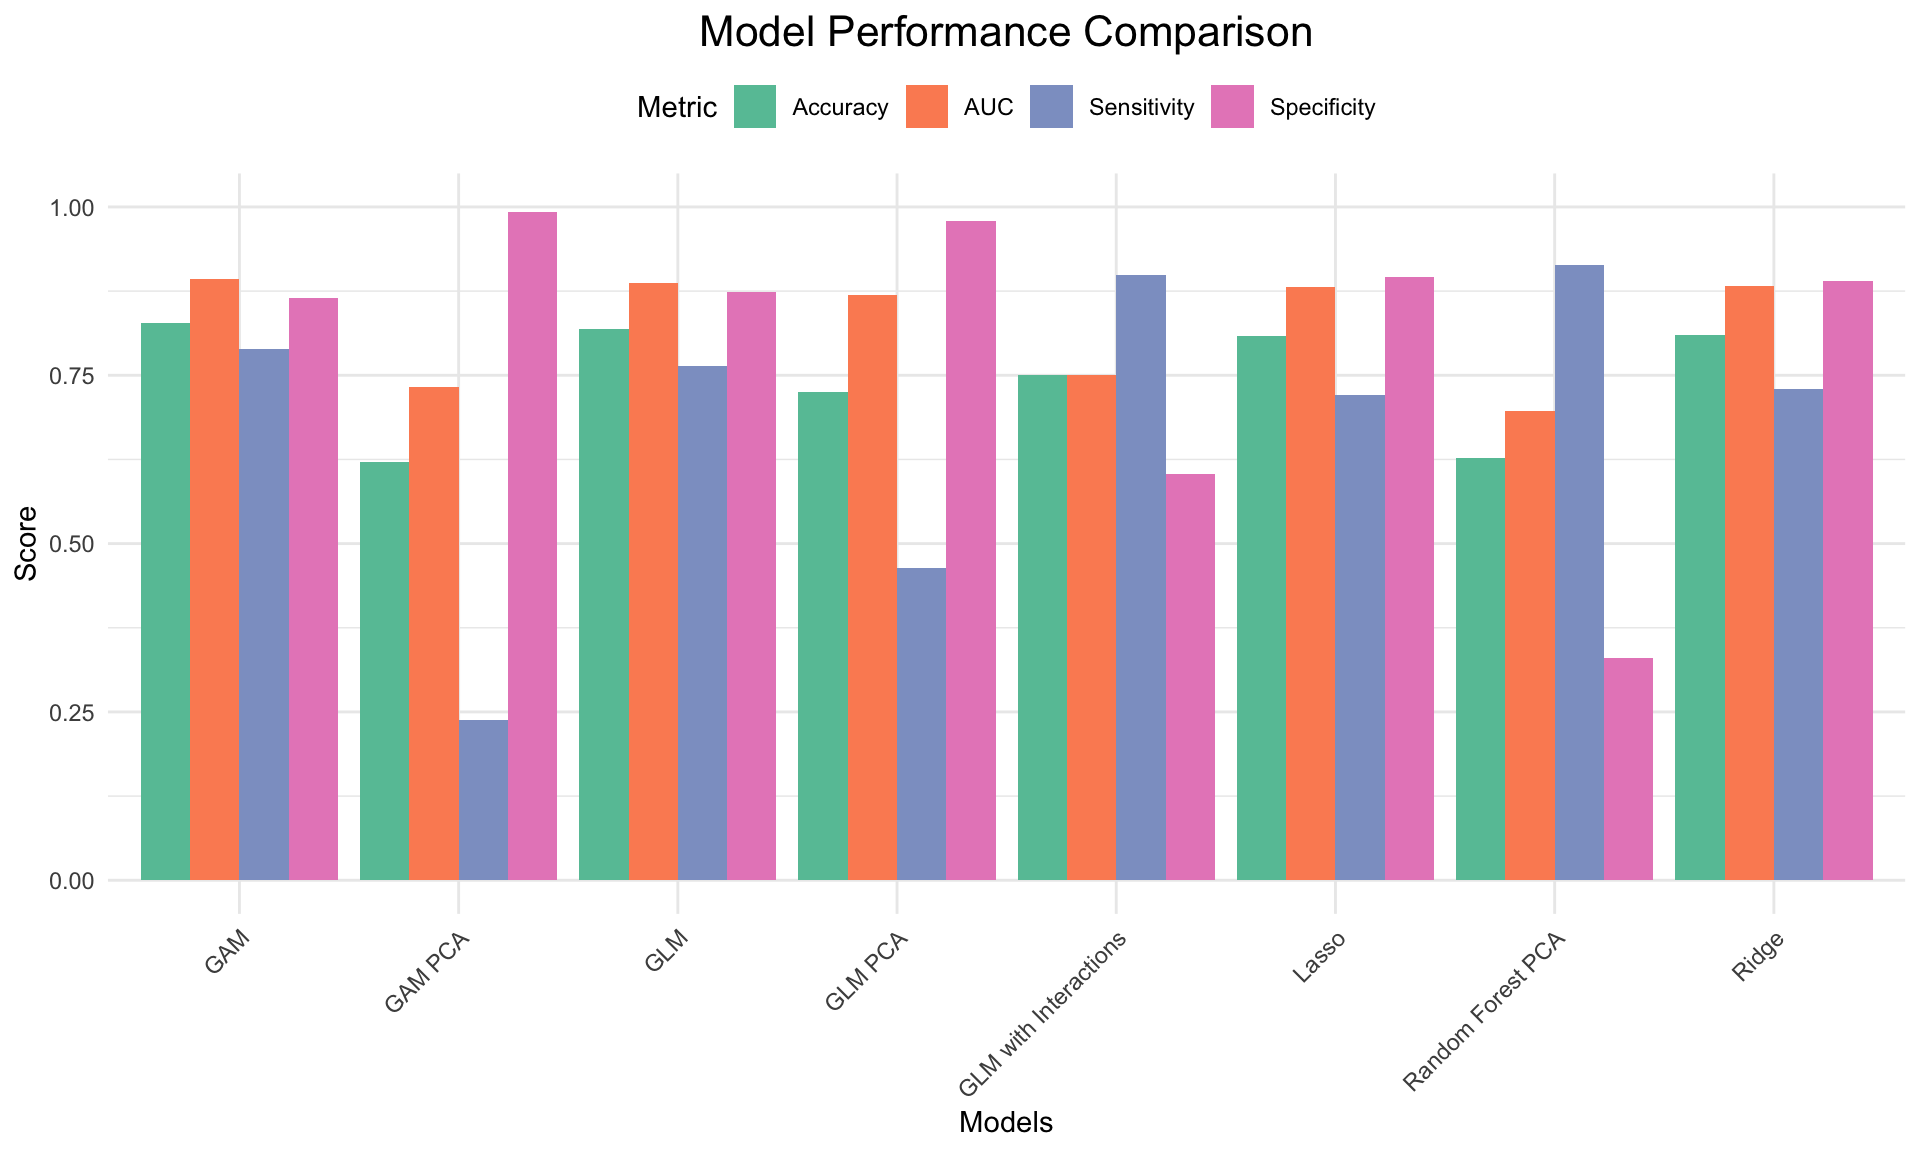 Model Performance Comparison
Metric Accuracy AUC Sensitivity Specificity
Score
1.00
0.75
0.50
0.25
0.00
GAM
GAM PCA
GLM
GLM PCA
GLM with Interactions
Lasso
Random Forest PCA
Ridge
Models